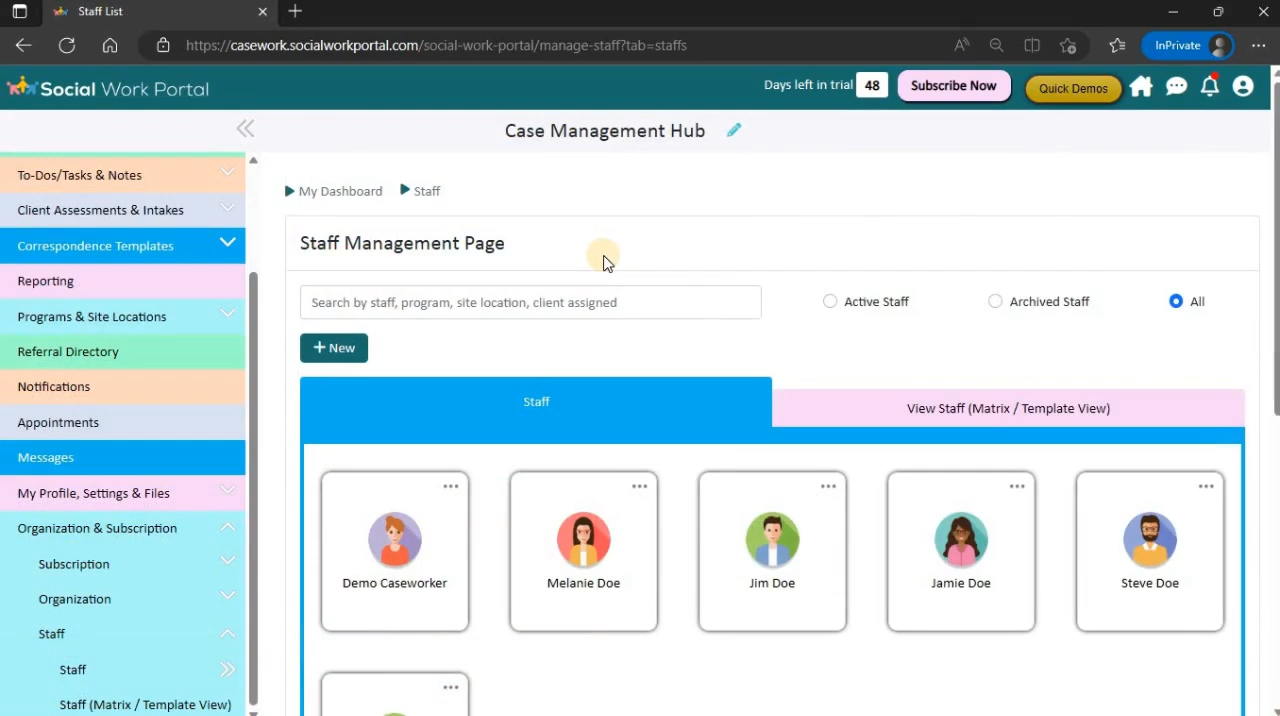 Staff List
https://casework.socialworkportal.com/social-work-portal/manage-staff?tab=staffs
InPrivate
Social Work Portal
Days left in trial 48
Subscribe Now
Quick Demos
Case Management Hub
To-Dos/Tasks & Notes
Client Assessments & Intakes
Correspondence Templates
Reporting
Programs & Site Locations
Referral Directory
Notifications
Appointments
Messages
My Profile, Settings & Files
Organization & Subscription
Subscription
Organization
Staff
Staff
Staff (Matrix / Template View)
My Dashboard
Staff
Staff Management Page
Search by staff, program, site location, client assigned
Active Staff
Archived Staff
All
+ New
Staff
View Staff (Matrix / Template View)
Demo Caseworker
Melanie Doe
Jim Doe
Jamie Doe
Steve Doe